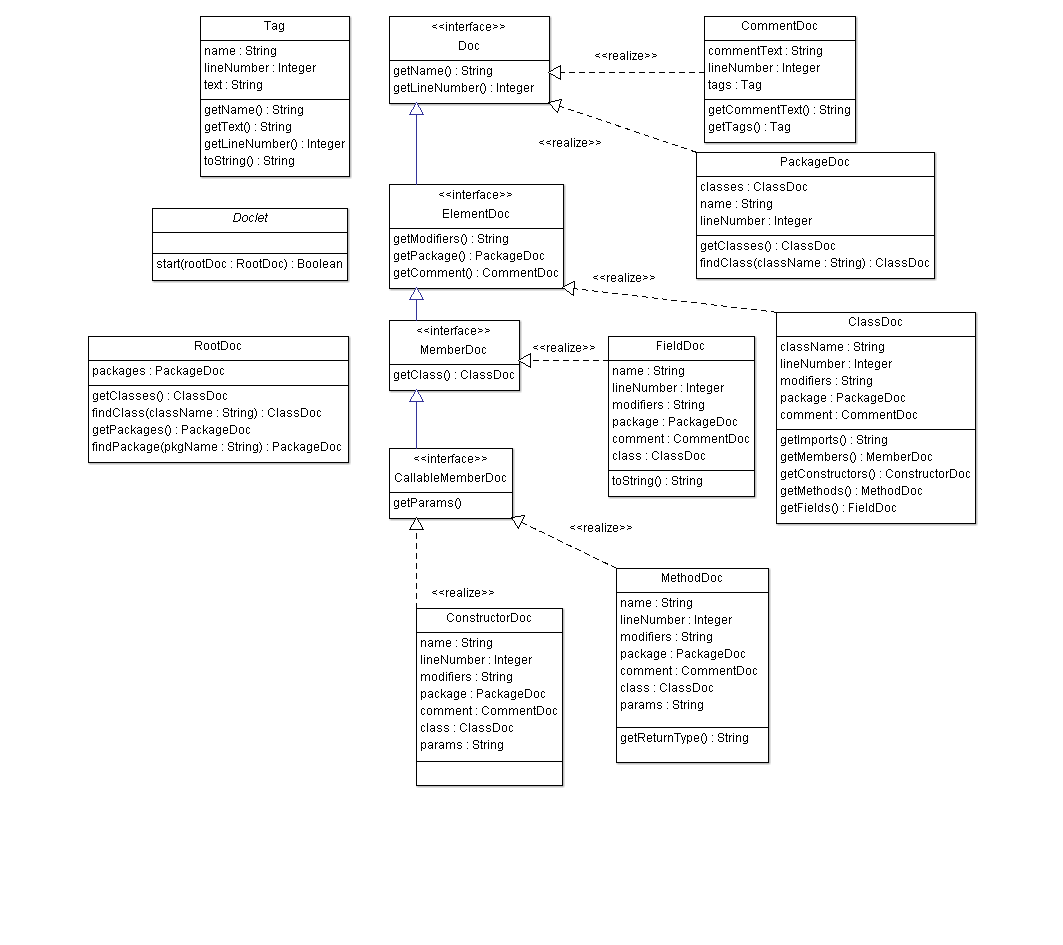 Tag
name : String
lineNumber : Integer
text : String
getName() : String
getText() : String
getLineNumber() : Integer
toString() : String
<<interface>>
Doc
getName() : String
getLineNumber() : Integer
<<realize>>
CommentDoc
commentText : String
lineNumber : Integer
tags : Tag
getCommentText() : String
getTags() : Tag
<<realize>>
PackageDoc
classes : ClassDoc
name : String
lineNumber : Integer
getClasses() : ClassDoc
findClass(className : String) : ClassDoc
Doclet
start(rootDoc : RootDoc) : Boolean
<<interface>>
ElementDoc
getModifiers() : String
getPackage() : PackageDoc
getComment() : CommentDoc
<<realize>>
RootDoc
packages : PackageDoc
getClasses() : ClassDoc
findClass(className : String) : ClassDoc
getPackages() : PackageDoc
findPackage(pkgName : String) : PackageDoc
<<interface>>
MemberDoc
getClass() : ClassDoc
<<realize>>
FieldDoc
name : String
lineNumber : Integer
modifiers : String
package : PackageDoc
comment : CommentDoc
class : ClassDoc
toString() : String
ClassDoc
className : String
lineNumber : Integer
modifiers : String
package : PackageDoc
comment : CommentDoc
getImports() : String
getMembers() : MemberDoc
getConstructors() : ConstructorDoc
getMethods() : MethodDoc
getFields() : FieldDoc
<<interface>>
CallableMemberDoc
getParams()
<<realize>>
<<realize>>
ConstructorDoc
name : String
lineNumber : Integer
modifiers : String
package : PackageDoc
comment : CommentDoc
class : ClassDoc
params : String
MethodDoc
name : String
lineNumber : Integer
modifiers : String
package : PackageDoc
comment : CommentDoc
class : ClassDoc
params : String
getReturnType() : String